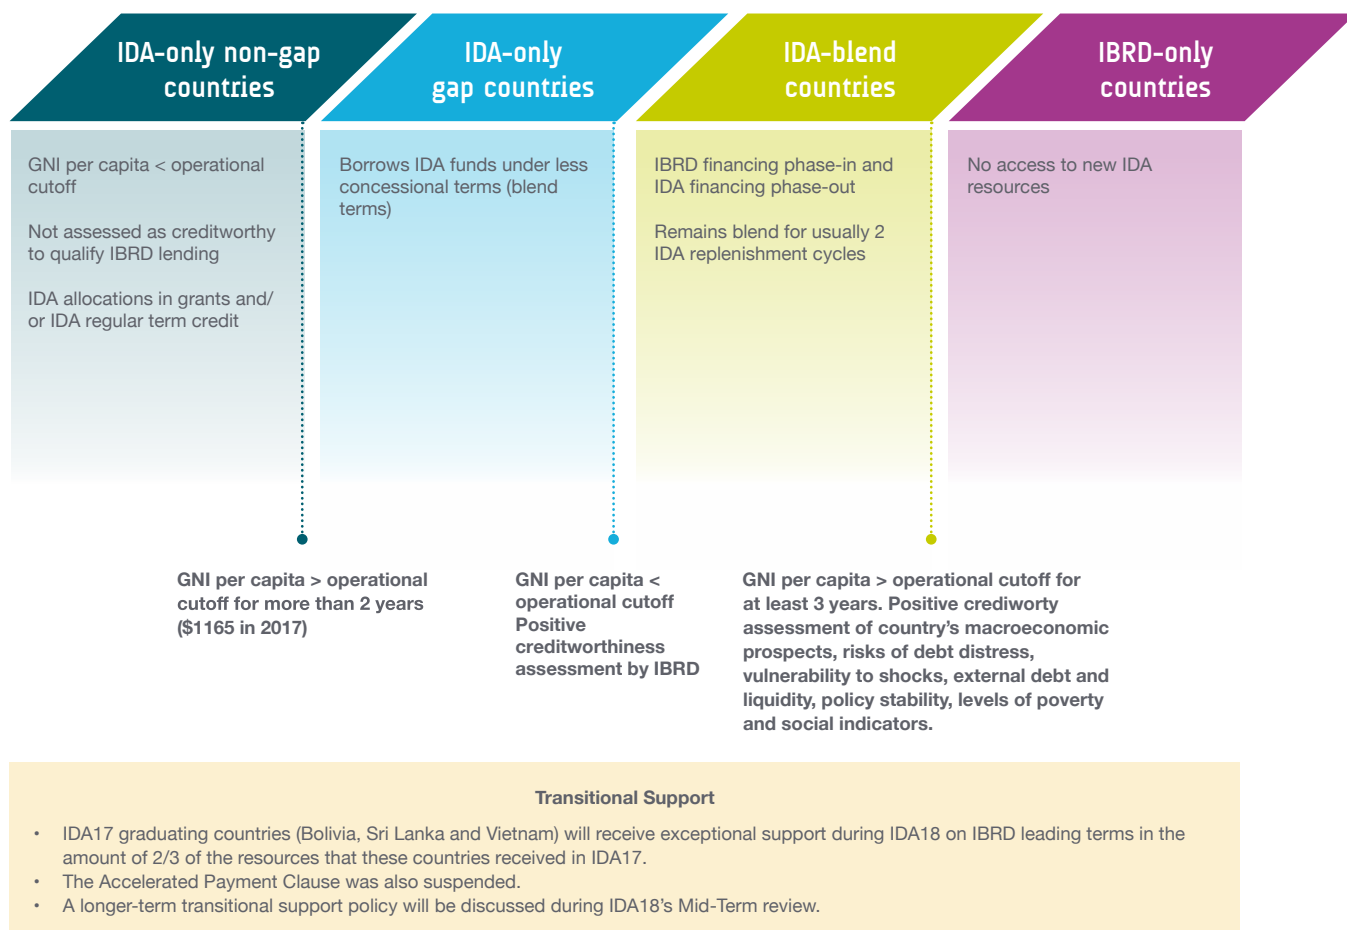 IDA-only non-gap
countries
IDA-only
gap countries
IDA-blend
countries
IBRD-only
countries
GNI per capita < operational
cutoff
Not assessed as creditworthy
to qualify IBRD lending
IDA allocations in grants and/
or IDA regular term credit
Borrows IDA funds under less
concessional terms (blend
terms)
IBRD financing phase-in and
IDA financing phase-out
Remains blend for usually 2
IDA replenishment cycles
No access to new IDA
resources
GNI per capita > operational
cutoff for more than 2 years
($1165 in 2017)
GNI per capita <
operational cutoff
Positive
creditworthiness
assessment by IBRD
GNI per capita > operational cutoff for
at least 3 years. Positive crediworty
assessment of country's macroeconomic
prospects, risks of debt distress,
vulnerability to shocks, external debt and
liquidity, policy stability, levels of poverty
and social indicators.
Transitional Support
• IDA17 graduating countries (Bolivia, Sri Lanka and Vietnam) will receive exceptional support during IDA18 on IBRD leading terms in the
amount of 2/3 of the resources that these countries received in IDA17.
• The Accelerated Payment Clause was also suspended.
• A longer-term transitional support policy will be discussed during IDA18's Mid-Term review.